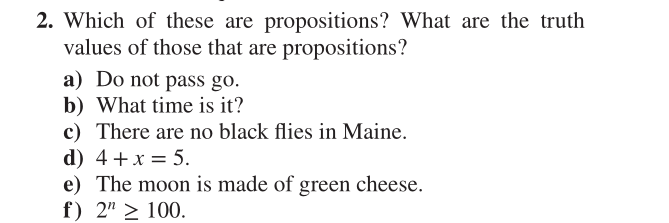 2. Which of these are propositions? What are the truth
values of those that are propositions?
a) Do not pass go.
b) What time is it?
c) There are no black flies in Maine.
d) 4 + x = 5.
e) The moon is made of green cheese.
f) 2ⁿ ≥ 100.